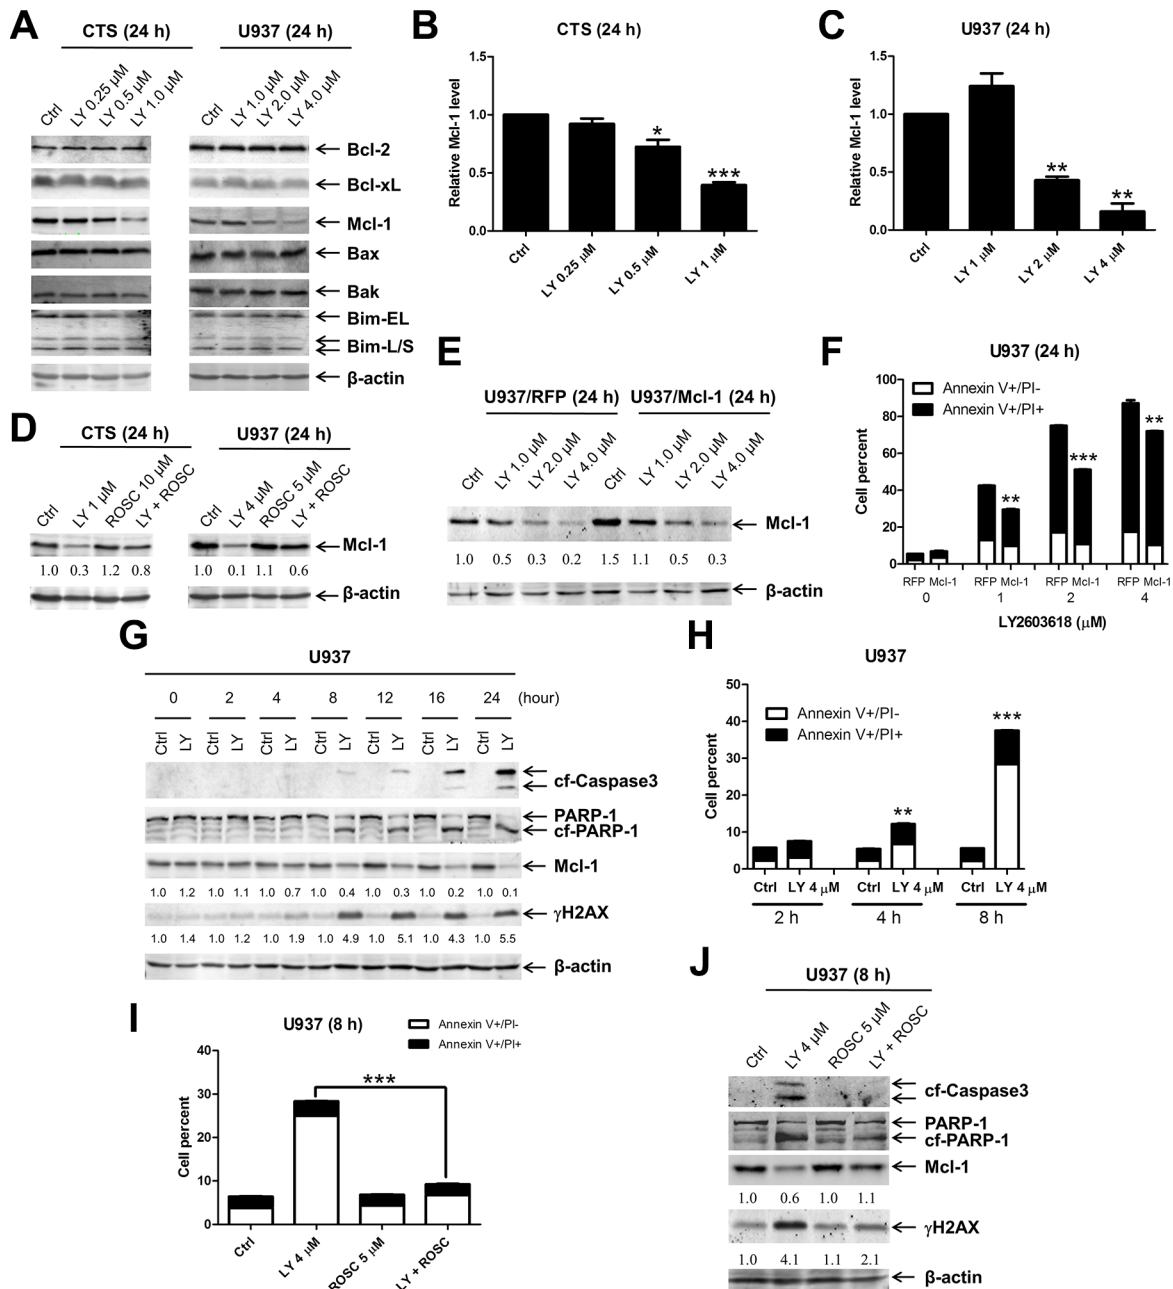 A
CTS (24 h)
U937 (24 h)
Ctrl
LY 0.25 µM
LY 0.5 µM
LY 1.0 µM
Ctrl
LY 1.0 µM
LY 2.0 µM
LY 4.0 µM
Bcl-2
Bcl-xL
Mcl-1
Bax
Bak
Bim-EL
Bim-L/S
β-actin
B
CTS (24 h)
Relative Mcl-1 level
1.5
1.0
0.5
0.0
*
***
Ctrl
LY 0.25 µM
LY 0.5 µM
LY 1 µM
C
U937 (24 h)
Relative Mcl-1 level
1.5
1.0
0.5
0.0
**
**
Ctrl
LY 1 µM
LY 2 µM
LY 4 µM
D
CTS (24 h)
U937 (24 h)
Ctrl
LY 1 µM
ROSC 10 µM
LY + ROSC
Ctrl
LY 4 µM
ROSC 5 µM
LY + ROSC
Mcl-1
1.0 0.3 1.2 0.8 1.0 0.1 1.1 0.6
β-actin
E
U937/RFP (24 h) U937/Mcl-1 (24 h)
Ctrl
LY 1.0 µM
LY 2.0 µM
LY 4.0 µM
Ctrl
LY 1.0 µM
LY 2.0 µM
LY 4.0 µM
Mcl-1
1.0 0.5 0.3 0.2 1.5 1.1 0.5 0.3
β-actin
F
U937 (24 h)
Annexin V+/PI-
Annexin V+/PI+
Cell percent
100
80
60
40
20
0
**
***
**
RFP Mcl-1 RFP Mcl-1 RFP Mcl-1 RFP Mcl-1
0 1 2 4
LY2603618 (µM)
G
U937
0 2 4 8 12 16 24 (hour)
Ctrl LY Ctrl LY Ctrl LY Ctrl LY Ctrl LY Ctrl LY Ctrl LY
cf-Caspase3
PARP-1
cf-PARP-1
Mcl-1
1.0 1.2 1.0 1.1 1.0 0.7 1.0 0.4 1.0 0.3 1.0 0.2 1.0 0.1
γH2AX
1.0 1.4 1.0 1.2 1.0 1.9 1.0 4.9 1.0 5.1 1.0 4.3 1.0 5.5
β-actin
H
U937
Annexin V+/PI-
Annexin V+/PI+
Cell percent
50
40
30
20
10
0
**
***
Ctrl LY 4 µM Ctrl LY 4 µM Ctrl LY 4 µM
2 h 4 h 8 h
I
U937 (8 h)
Annexin V+/PI-
Annexin V+/PI+
Cell percent
40
30
20
10
0
***
Ctrl
LY 4 µM
ROSC 5 µM
LY + ROSC
J
U937 (8 h)
Ctrl
LY 4 µM
ROSC 5 µM
LY + ROSC
cf-Caspase3
PARP-1
cf-PARP-1
Mcl-1
1.0 0.6 1.0 1.1
γH2AX
1.0 4.1 1.1 2.1
β-actin